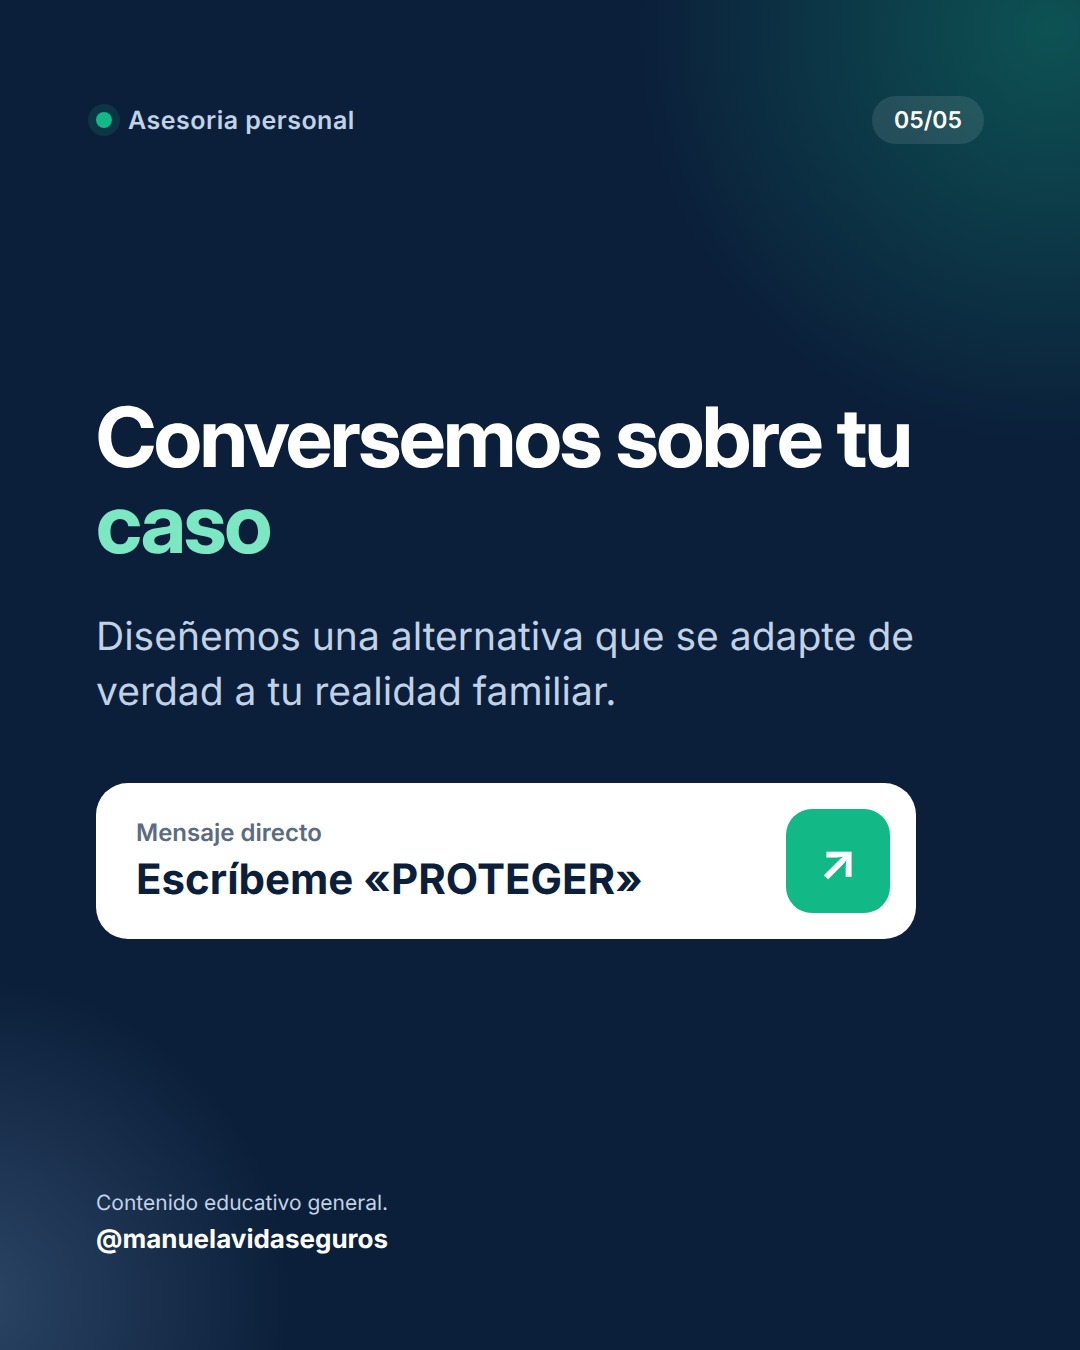 Asesoria personal
05/05
Conversemos sobre tu
caso
Diseñemos una alternativa que se adapte de
verdad a tu realidad familiar.
Mensaje directo
Escríbeme «PROTEGER»
Contenido educativo general.
@manuelavidaseguros